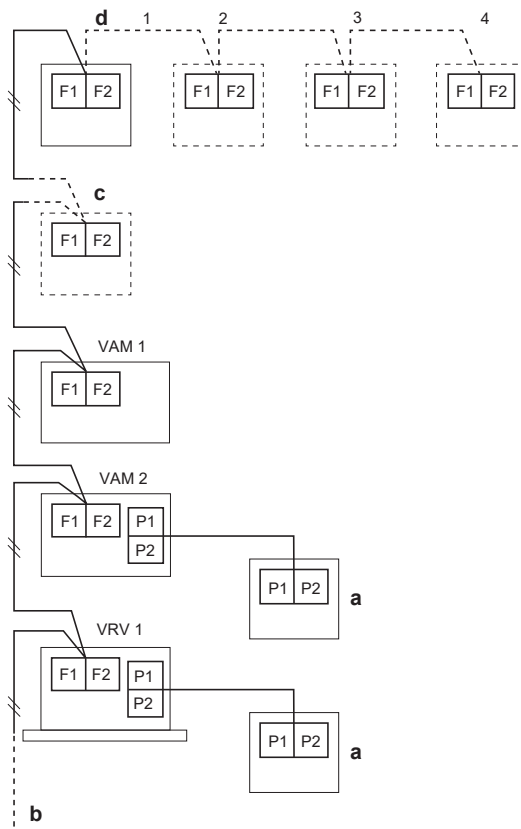 d 1 2 3 4
F1 F2 F1 F2 F1 F2 F1 F2
c
F1 F2
VAM 1
F1 F2
VAM 2
F1 F2 P1
P2
P1 P2 a
VRV 1
F1 F2 P1
P2
P1 P2 a
b